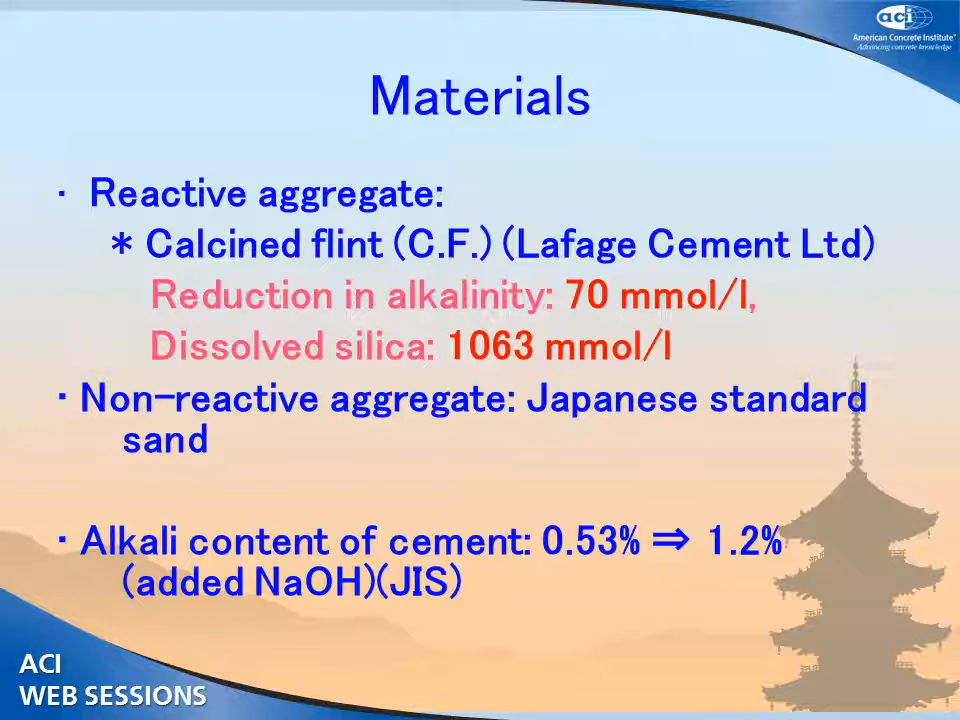 aci
American Concrete Institute®
Advancing concrete knowledge
Materials
· Reactive aggregate:
* Calcined flint (C.F.) (Lafage Cement Ltd)
Reduction in alkalinity: 70 mmol/l,
Dissolved silica: 1063 mmol/l
· Non-reactive aggregate: Japanese standard
sand
· Alkali content of cement: 0.53% ⇒ 1.2%
(added NaOH)(JIS)
ACI
WEB SESSIONS